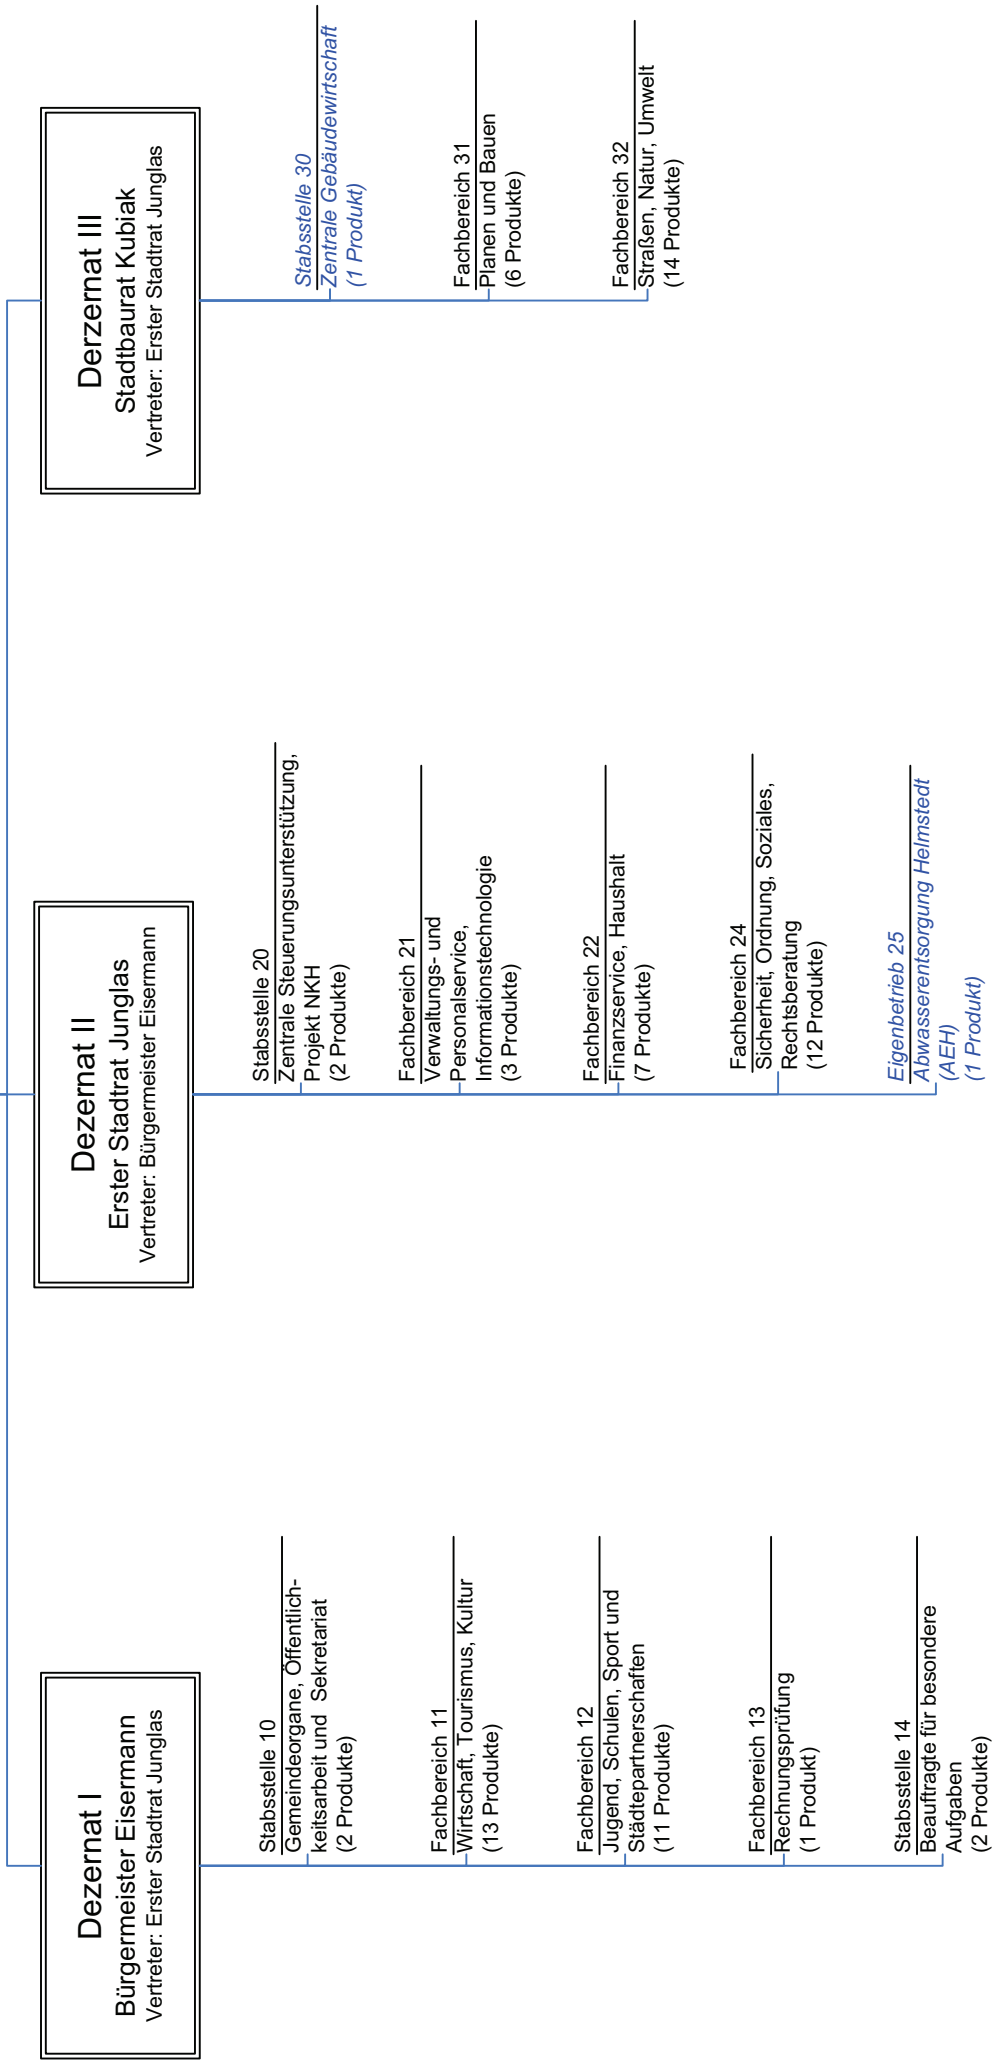 Dezernat I
Bürgermeister Eisermann
Vertreter: Erster Stadtrat Junglas
Stabsstelle 10
Gemeindeorgane, Öffentlich-
keitsarbeit und Sekretariat
(2 Produkte)
Fachbereich 11
Wirtschaft, Tourismus, Kultur
(13 Produkte)
Fachbereich 12
Jugend, Schulen, Sport und
Städtepartnerschaften
(11 Produkte)
Fachbereich 13
Rechnungsprüfung
(1 Produkt)
Stabsstelle 14
Beauftragte für besondere
Aufgaben
(2 Produkte)
Dezernat II
Erster Stadtrat Junglas
Vertreter: Bürgermeister Eisermann
Stabsstelle 20
Zentrale Steuerungsunterstützung,
Projekt NKH
(2 Produkte)
Fachbereich 21
Verwaltungs- und
Personalservice,
Informationstechnologie
(3 Produkte)
Fachbereich 22
Finanzservice, Haushalt
(7 Produkte)
Fachbereich 24
Sicherheit, Ordnung, Soziales,
Rechtsberatung
(12 Produkte)
Eigenbetrieb 25
Abwasserentsorgung Helmstedt
(AEH)
(1 Produkt)
Derzernat III
Stadtbaurat Kubiak
Vertreter: Erster Stadtrat Junglas
Stabsstelle 30
Zentrale Gebäudewirtschaft
(1 Produkt)
Fachbereich 31
Planen und Bauen
(6 Produkte)
Fachbereich 32
Straßen, Natur, Umwelt
(14 Produkte)